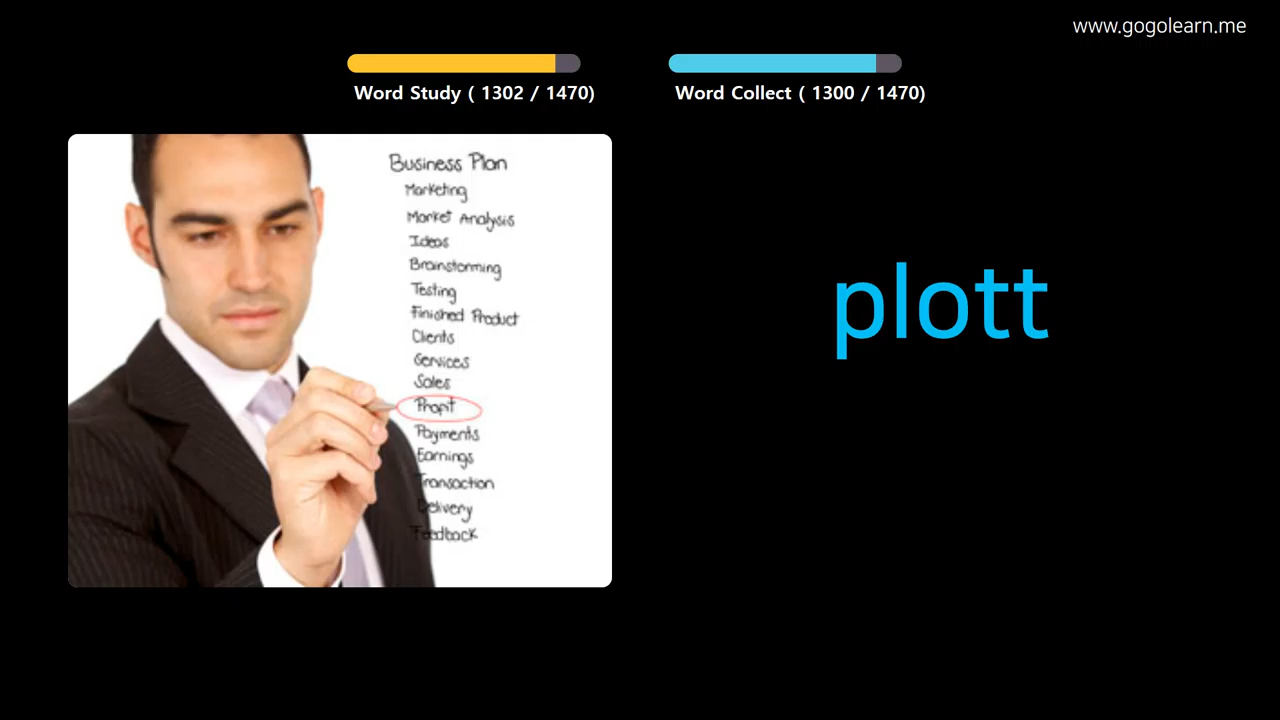 www.gogolearn.me
Word Study ( 1302 / 1470)
Word Collect ( 1300 / 1470)
Business Plan
Marketing
Market Analysis
Ideas
Brainstorming
Testing
Finished Product
Clients
Services
Sales
Profit
Payments
Earnings
Transaction
Delivery
Feedback
plott